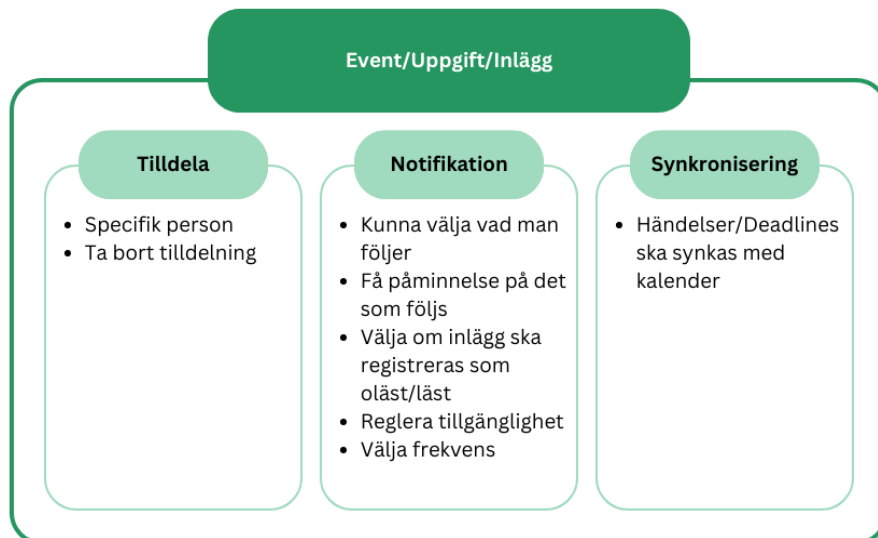 Event/Uppgift/Inlägg
Tilldela
• Specifik person
• Ta bort tilldelning
Notifikation
• Kunna välja vad man
följer
• Få påminnelse på det
som följs
• Välja om inlägg ska
registreras som
oläst/läst
• Reglera tillgänglighet
• Välja frekvens
Synkronisering
• Händelser/Deadlines
ska synkas med
kalender